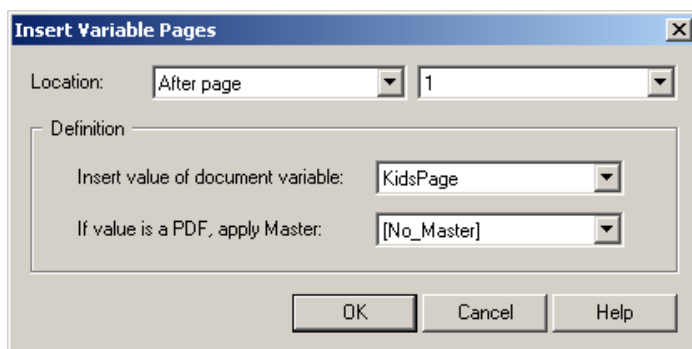 Insert Variable Pages
Location: After page 1
Definition
Insert value of document variable: KidsPage
If value is a PDF, apply Master: [No_Master]
OK Cancel Help